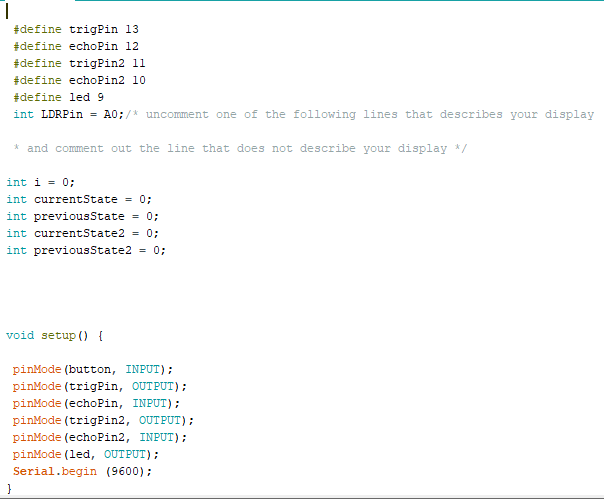 #define trigPin 13
#define echoPin 12
#define trigPin2 11
#define echoPin2 10
#define led 9
int LDRPin = A0;/* uncomment one of the following lines that describes your display
* and comment out the line that does not describe your display */
int i = 0;
int currentState = 0;
int previousState = 0;
int currentState2 = 0;
int previousState2 = 0;
void setup() {
pinMode(button, INPUT);
pinMode(trigPin, OUTPUT);
pinMode(echoPin, INPUT);
pinMode(trigPin2, OUTPUT);
pinMode(echoPin2, INPUT);
pinMode(led, OUTPUT);
Serial.begin (9600);
}